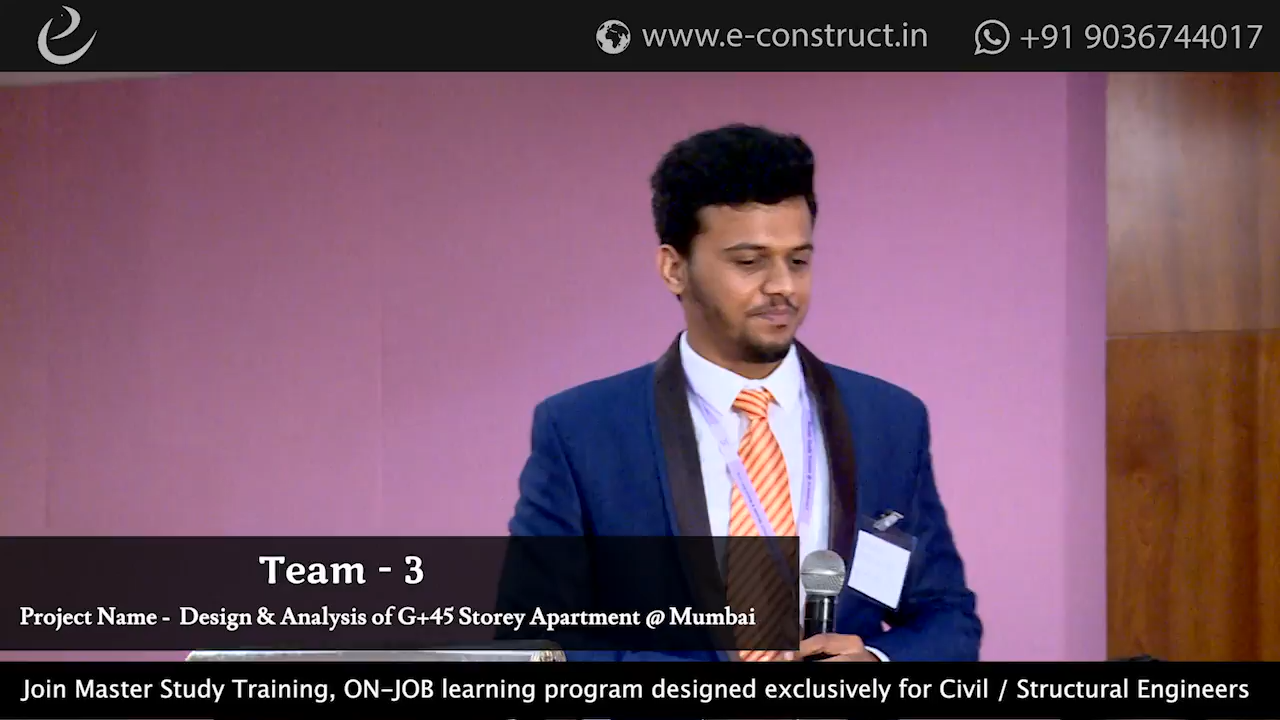 www.e-construct.in
+91 9036744017
Team - 3
Project Name - Design & Analysis of G+45 Storey Apartment @ Mumbai
Join Master Study Training, ON-JOB learning program designed exclusively for Civil / Structural Engineers